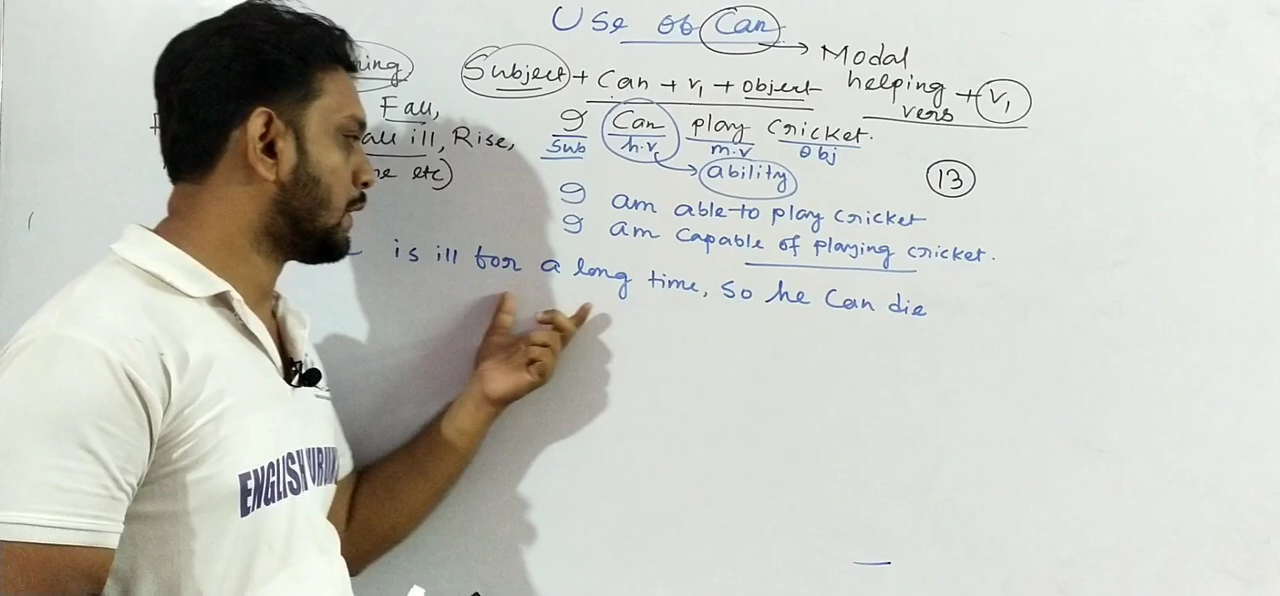 Use of Can
Modal helping verb + V1
Subject + Can + V1 + object
Fall,
ill, Rise,
etc)
I Can play cricket.
Sub h.v. m.v obj
ability
13
I am able to play cricket
I am capable of playing cricket.
is ill for a long time, so he Can die
ENGLISH